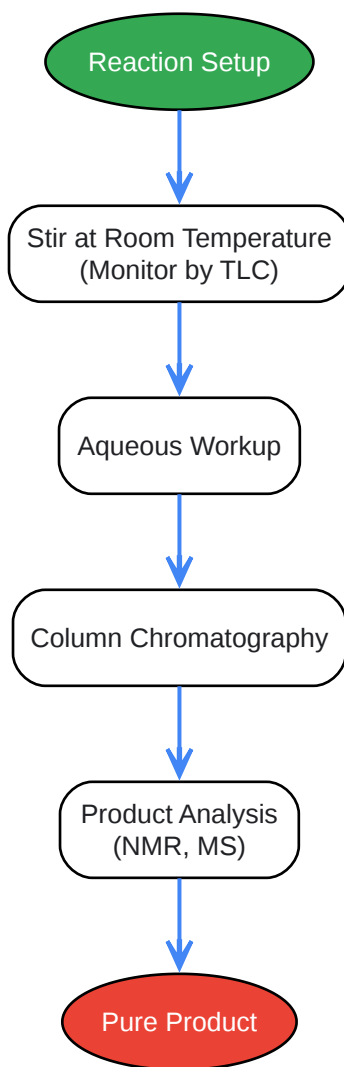 Reaction Setup
Stir at Room Temperature
(Monitor by TLC)
Aqueous Workup
Column Chromatography
Product Analysis
(NMR, MS)
Pure Product